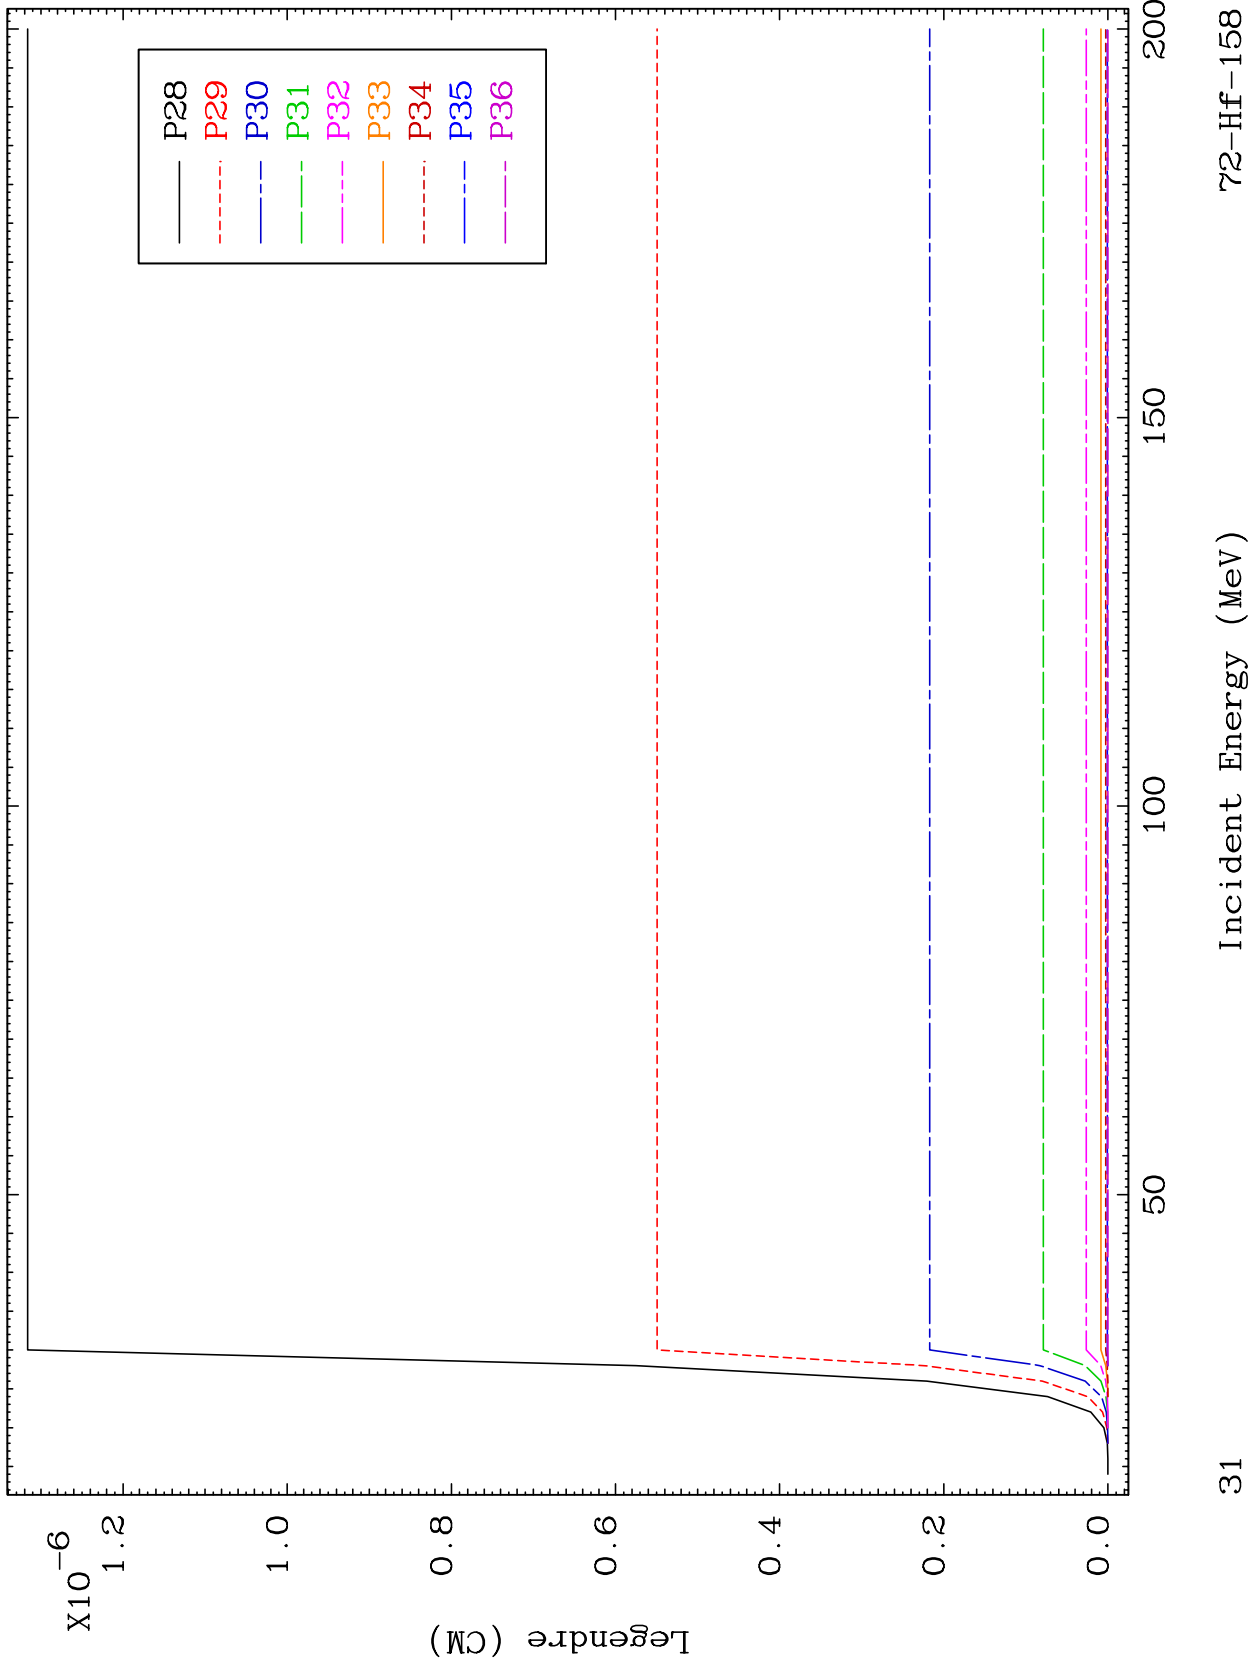 X10-6
1.2
1.0
0.8
0.6
0.4
0.2
0.0
Legendre (CM)
P28
P29
P30
P31
P32
P33
P34
P35
P36
50
100
150
200
Incident Energy (MeV)
31
72-Hf-158